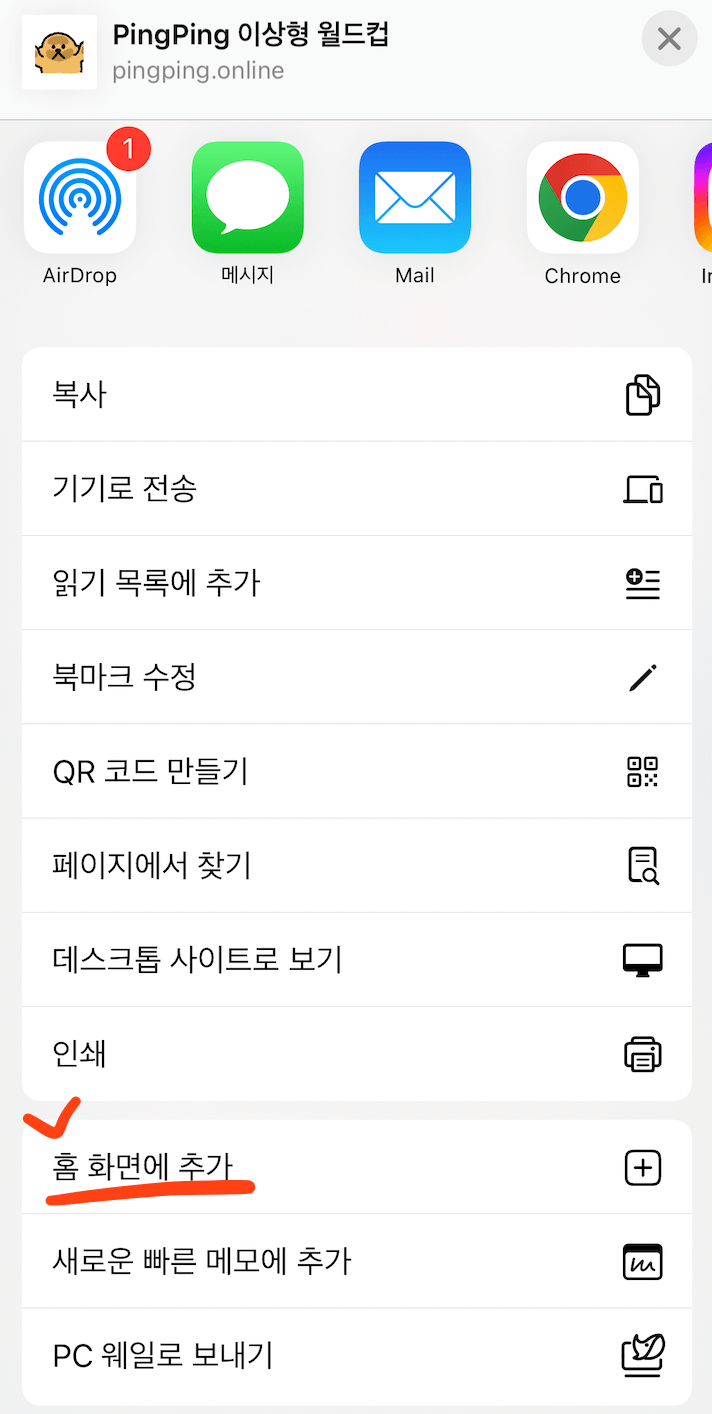 PingPing 이상형 월드컵
pingping.online
1
AirDrop
메시지
Mail
Chrome
복사
기기로 전송
읽기 목록에 추가
북마크 수정
QR 코드 만들기
페이지에서 찾기
데스크톱 사이트로 보기
인쇄
홈 화면에 추가
새로운 빠른 메모에 추가
PC 웨일로 보내기